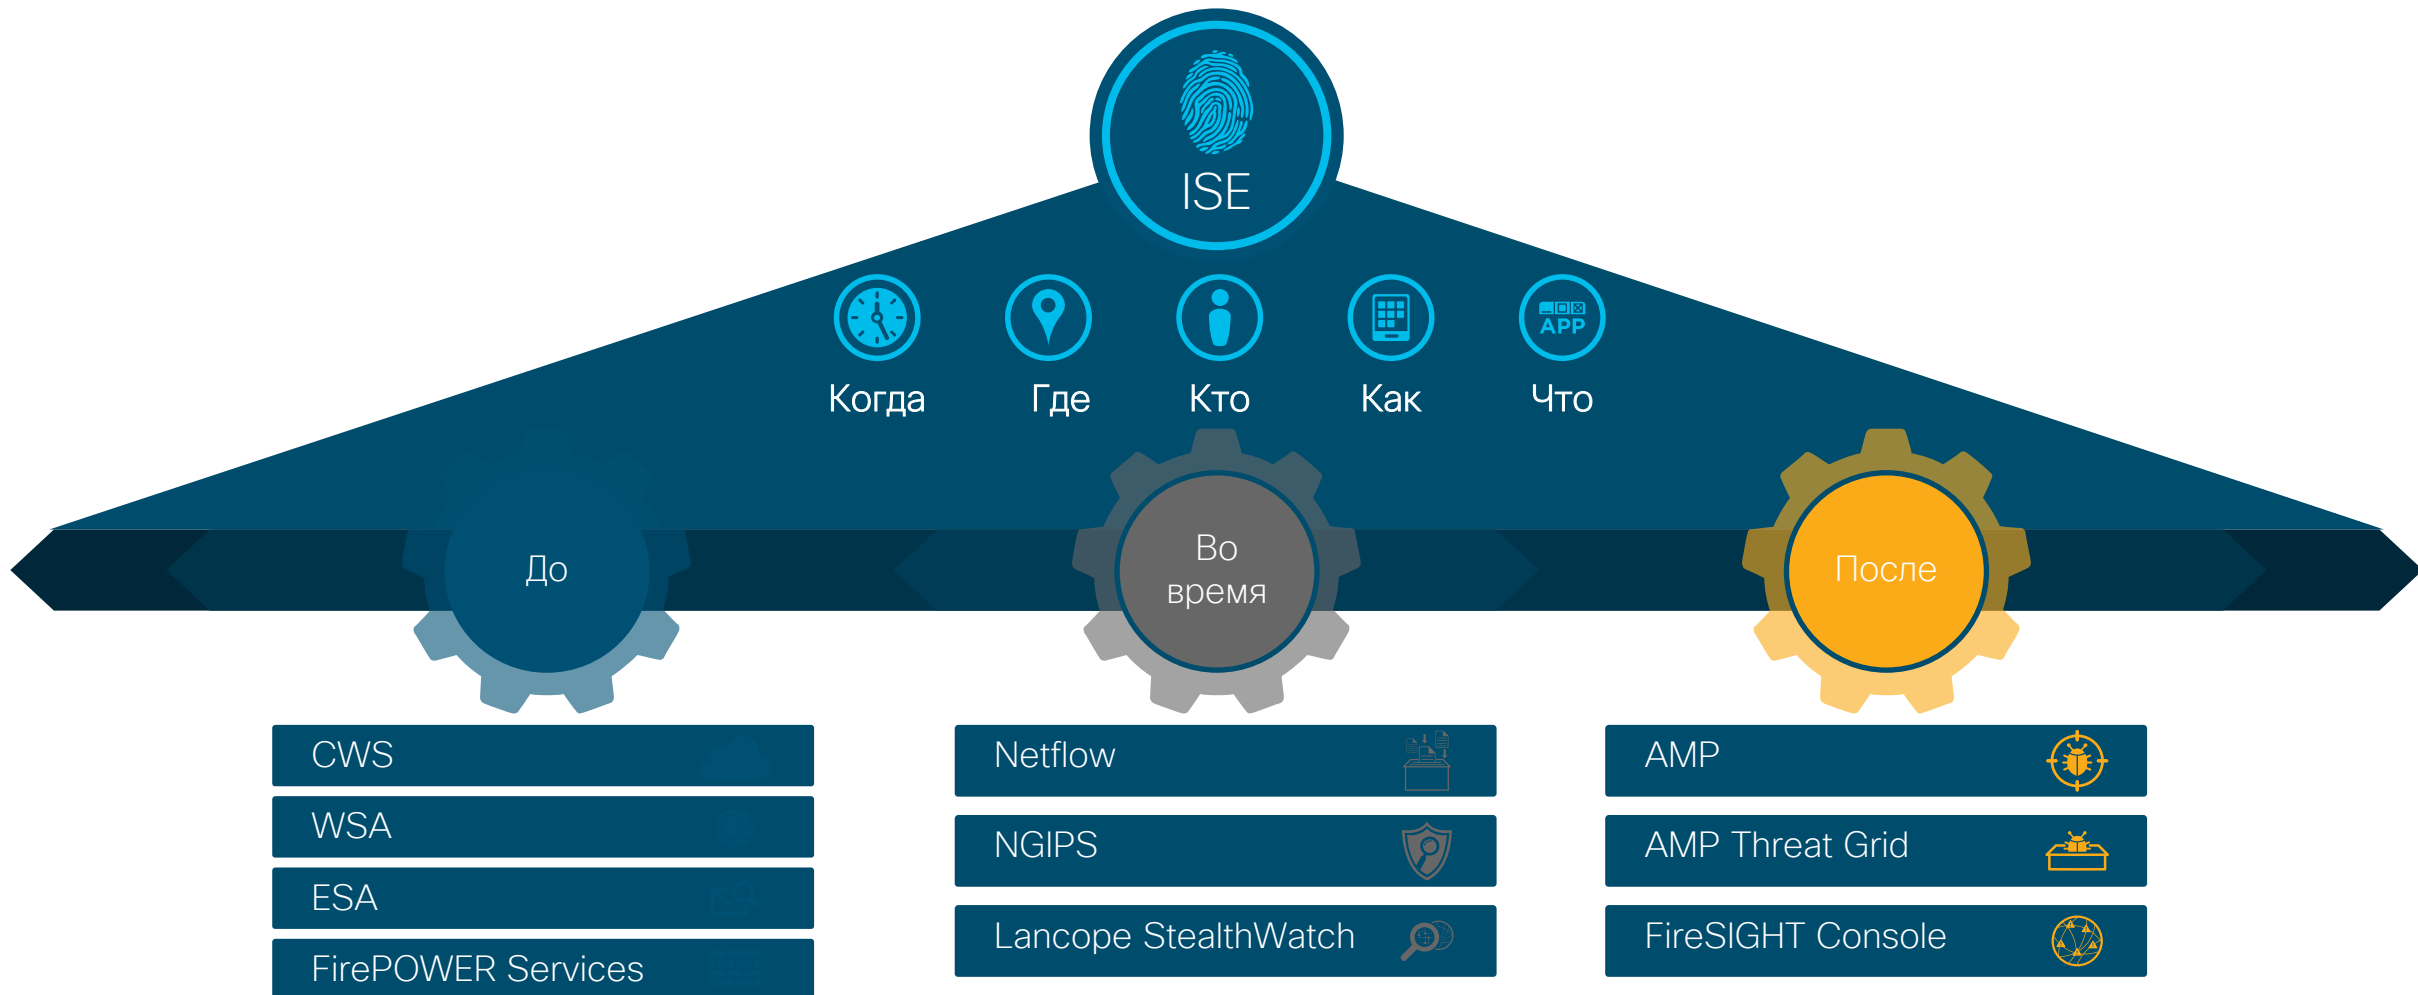 ISE
Когда
Где
Кто
Как
APP
Что
До
Во
время
После
CWS
WSA
ESA
FirePOWER Services
Netflow
NGIPS
Lancope StealthWatch
AMP
AMP Threat Grid
FireSIGHT Console